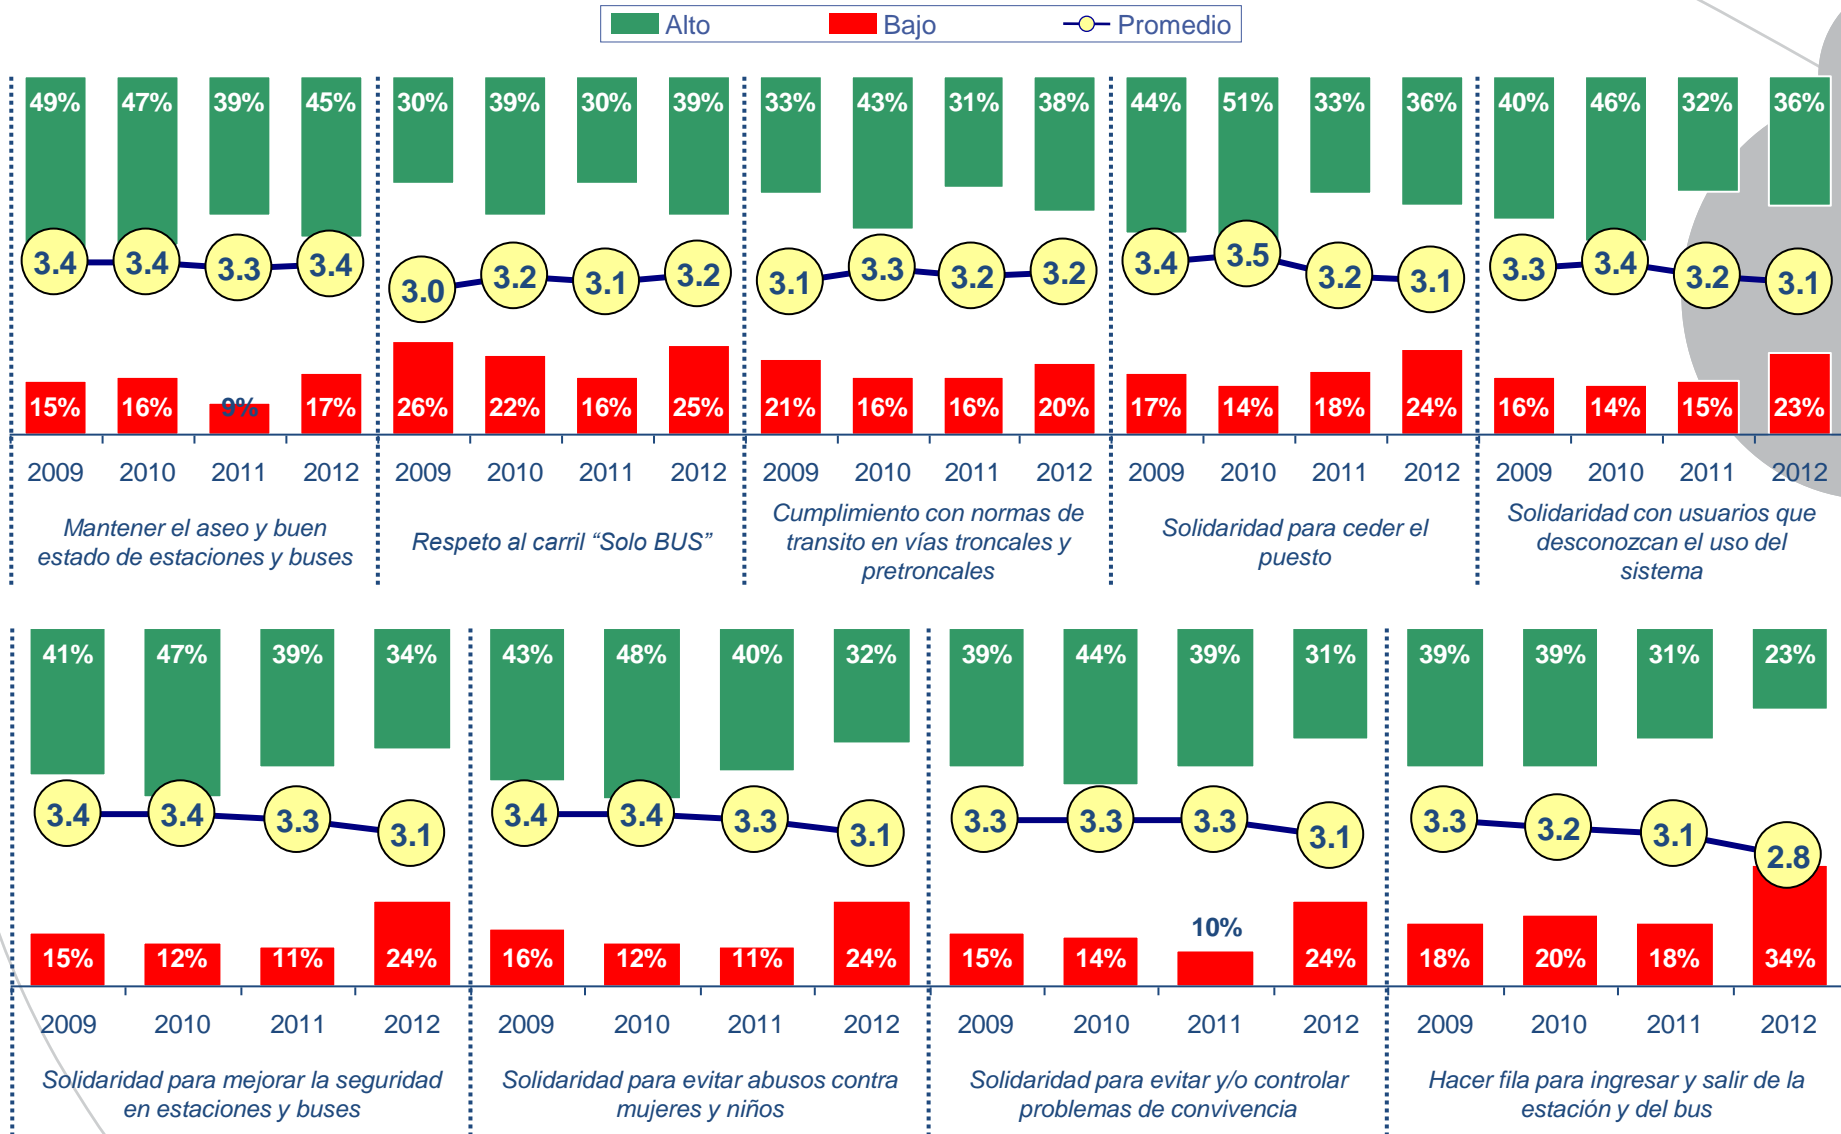 Alto Bajo Promedio
49% 47% 39% 45% 30% 39% 30% 39% 33% 43% 31% 38% 44% 51% 33% 36% 40% 46% 32% 36%
3.4 3.4 3.3 3.4 3.0 3.2 3.1 3.2 3.1 3.3 3.2 3.2 3.4 3.5 3.2 3.1 3.3 3.4 3.2 3.1
15% 16% 9% 17% 26% 22% 16% 25% 21% 16% 16% 20% 17% 14% 18% 24% 16% 14% 15% 23%
2009 2010 2011 2012 2009 2010 2011 2012 2009 2010 2011 2012 2009 2010 2011 2012 2009 2010 2011 2012
Mantener el aseo y buen
estado de estaciones y buses
Respeto al carril “Solo BUS”
Cumplimiento con normas de
transito en vías troncales y
pretroncales
Solidaridad para ceder el
puesto
Solidaridad con usuarios que
desconozcan el uso del
sistema
41% 47% 39% 34% 43% 48% 40% 32% 39% 44% 39% 31% 39% 39% 31% 23%
3.4 3.4 3.3 3.1 3.4 3.4 3.3 3.1 3.3 3.3 3.3 3.1 3.3 3.2 3.1 2.8
15% 12% 11% 24% 16% 12% 11% 24% 15% 14% 10% 24% 18% 20% 18% 34%
2009 2010 2011 2012 2009 2010 2011 2012 2009 2010 2011 2012 2009 2010 2011 2012
Solidaridad para mejorar la seguridad
en estaciones y buses
Solidaridad para evitar abusos contra
mujeres y niños
Solidaridad para evitar y/o controlar
problemas de convivencia
Hacer fila para ingresar y salir de la
estación y del bus